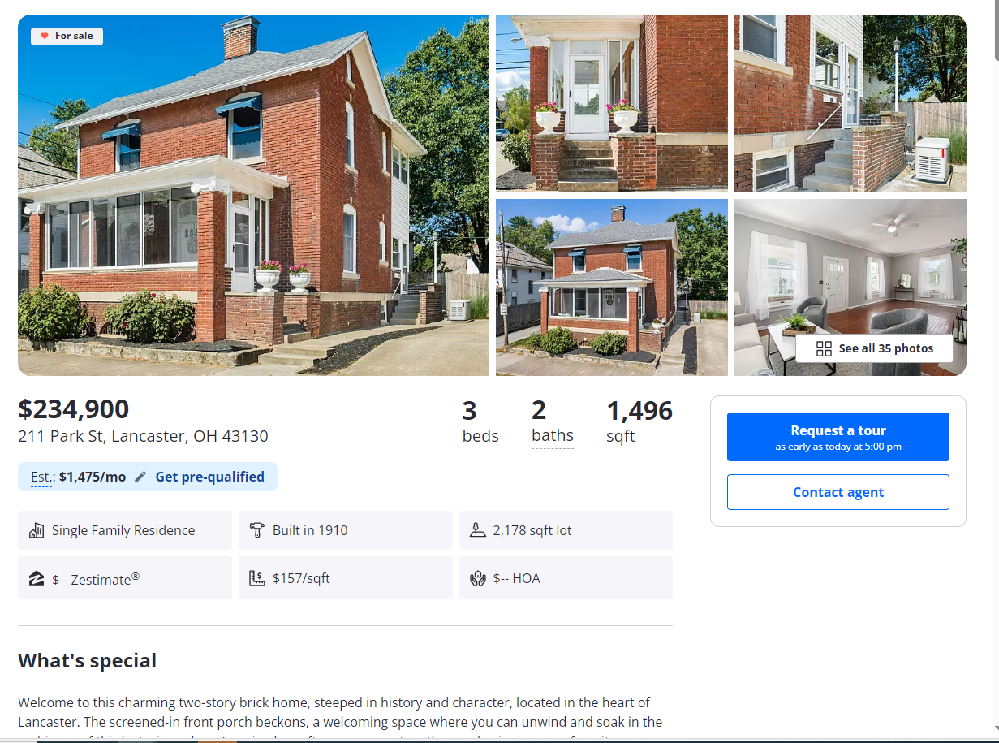 For sale
See all 35 photos
$234,900
211 Park St, Lancaster, OH 43130
3
beds
2
baths
1,496
sqft
Est.: $1,475/mo Get pre-qualified
Request a tour
as early as today at 5:00 pm
Contact agent
Single Family Residence
Built in 1910
2,178 sqft lot
$-- Zestimate®
$157/sqft
$-- HOA
What's special
Welcome to this charming two-story brick home, steeped in history and character, located in the heart of
Lancaster. The screened-in front porch beckons, a welcoming space where you can unwind and soak in the